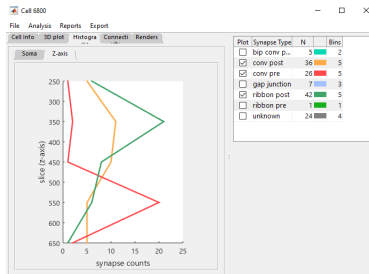 Cell 6800
File Analysis Reports Export
Cell Info 3D plot Histogra Connecti Renders
Soma Z-axis
Plot Synapse Type N Bins
bip conv p... 5 2
conv post 36 5
conv pre 26 5
gap junction 7 3
ribbon post 42 5
ribbon pre 1 1
unknown 24 4
250
300
350
400
450
500
550
600
650
slice (z-axis)
0 5 10 15 20 25
synapse counts